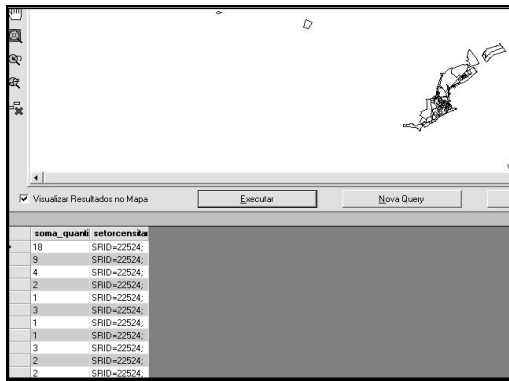 Visualizar Resultados no Mapa
Executar
Nova Query
soma_quanti setorcensitar
18 SRID=22524;
9 SRID=22524;
4 SRID=22524;
2 SRID=22524;
1 SRID=22524;
3 SRID=22524;
1 SRID=22524;
1 SRID=22524;
3 SRID=22524;
2 SRID=22524;
2 SRID=22524;